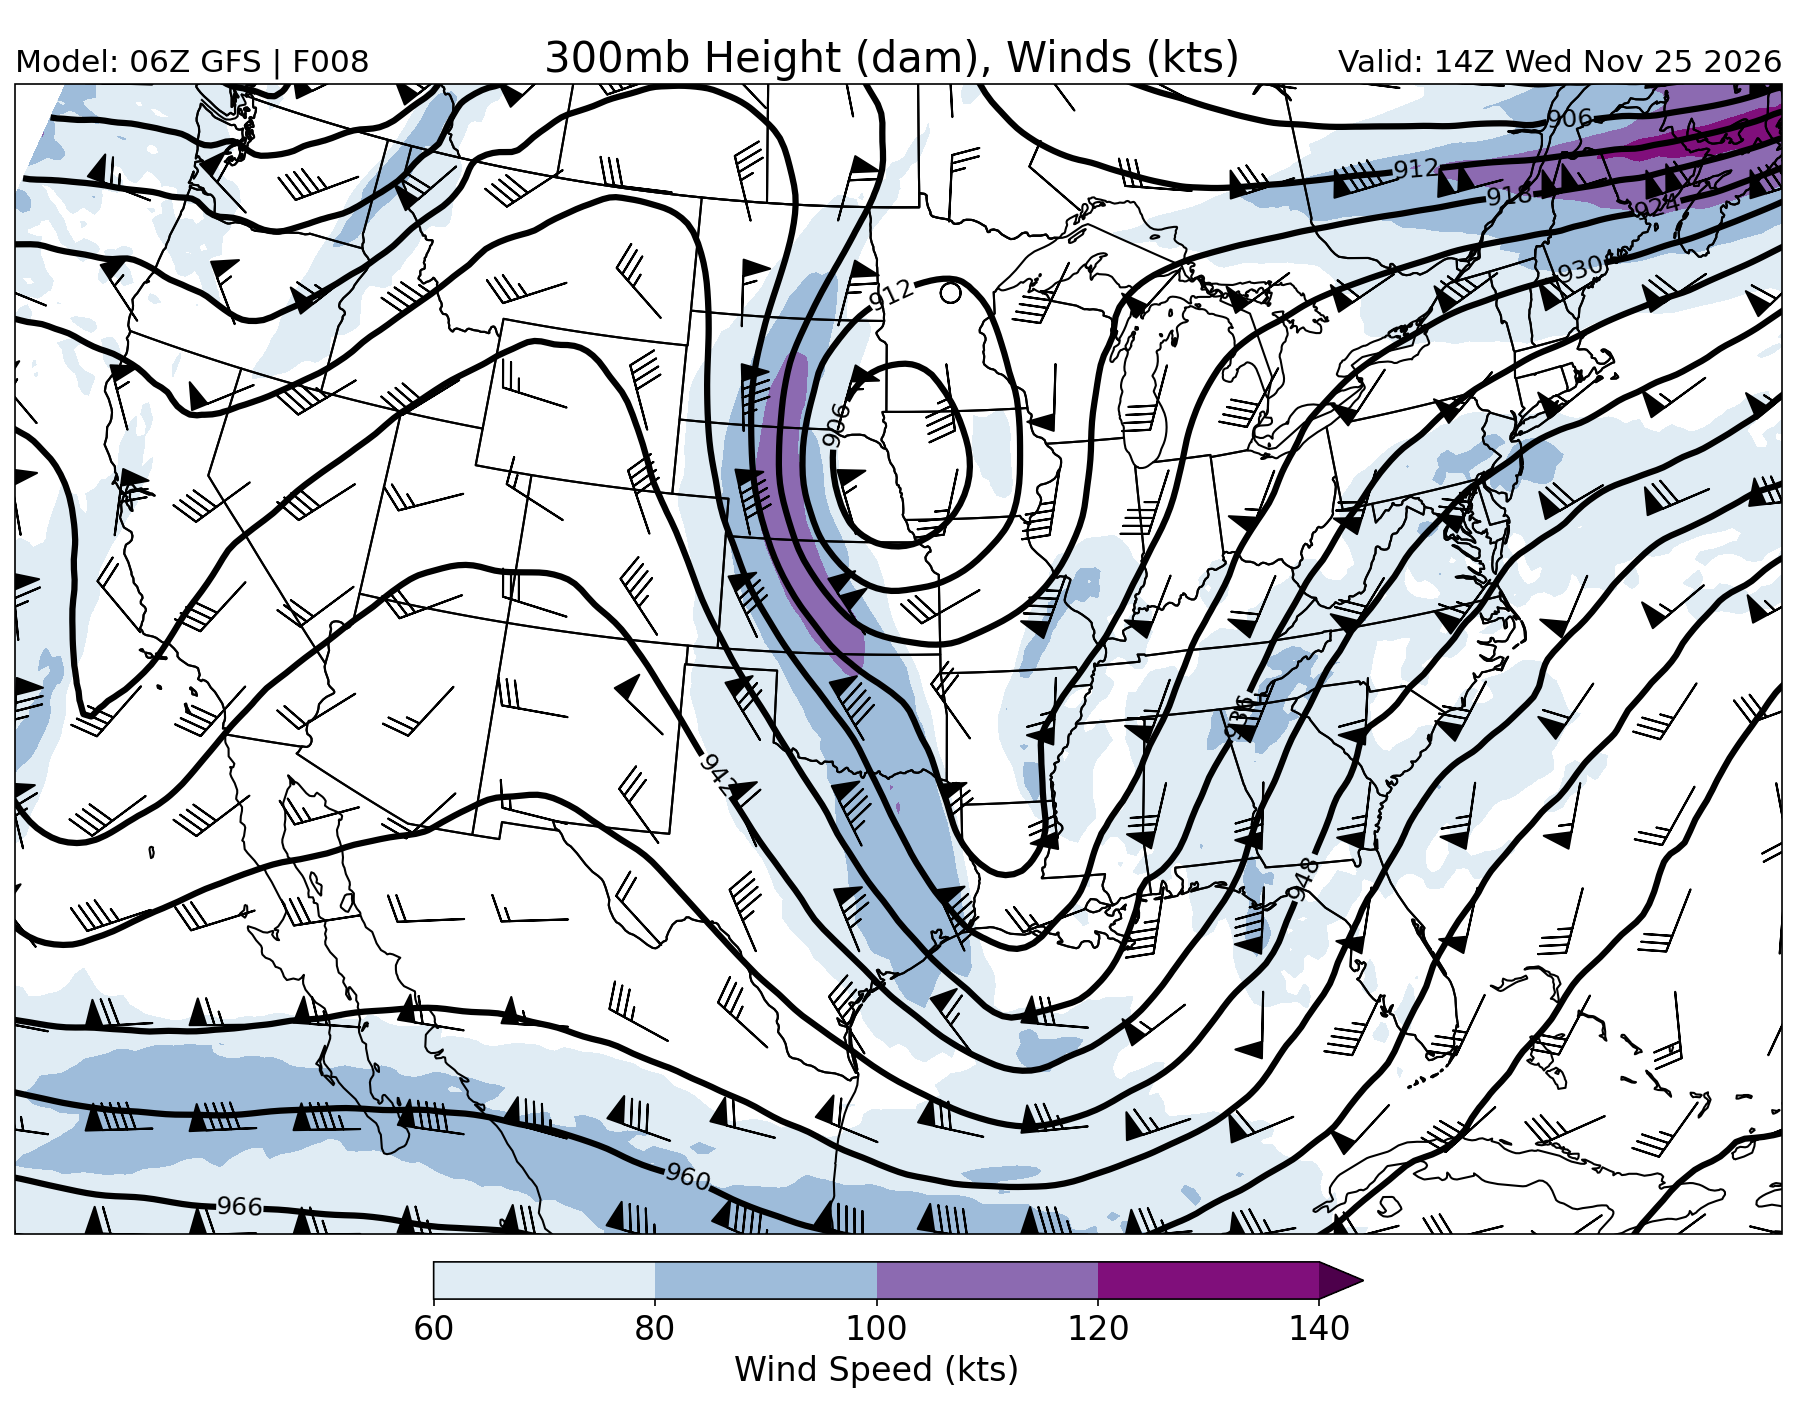 Model: 06Z GFS | F008
300mb Height (dam), Winds (kts)
Valid: 14Z Wed Nov 25 2026
906
912
918
924
930
912
906
936
942
948
960
966
60 80 100 120 140
Wind Speed (kts)